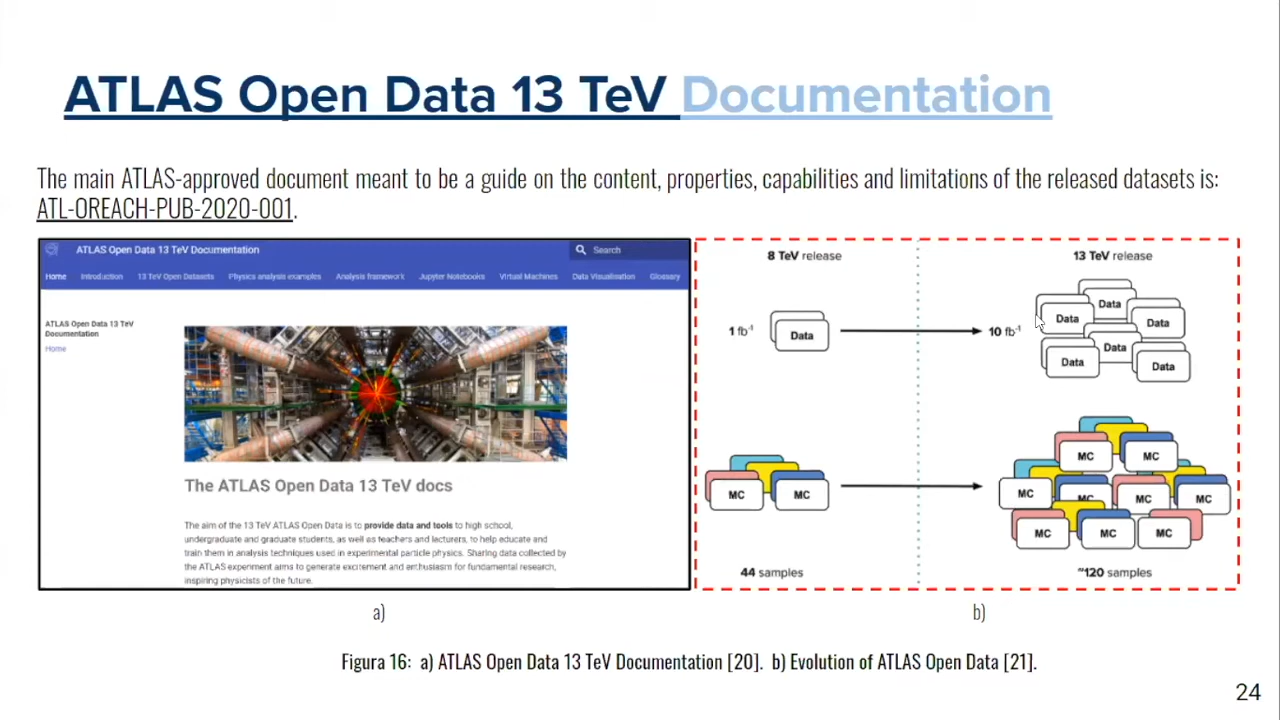 ATLAS Open Data 13 TeV Documentation
The main ATLAS-approved document meant to be a guide on the content, properties, capabilities and limitations of the released datasets is:
ATL-OREACH-PUB-2020-001.
ATLAS Open Data 13 TeV Documentation
Search
Home Introduction 13 TeV Open Datasets Physics analysis examples Analysis framework Jupyter Notebooks Virtual Machines Data Visualisation Glossary
ATLAS Open Data 13 TeV
Documentation
Home
The ATLAS Open Data 13 TeV docs
The aim of the 13 TeV ATLAS Open Data is to provide data and tools to high school,
undergraduate and graduate students, as well as teachers and lecturers, to help educate and
train them in analysis techniques used in experimental particle physics. Sharing data collected by
the ATLAS experiment aims to generate excitement and enthusiasm for fundamental research,
inspiring physicists of the future.
8 TeV release
13 TeV release
1 fb⁻¹
Data
10 fb⁻¹
Data
Data
Data
Data
Data
Data
MC
MC
MC
MC
MC
MC
MC
MC
MC
MC
MC
44 samples
~120 samples
a)
b)
Figura 16: a) ATLAS Open Data 13 TeV Documentation [20]. b) Evolution of ATLAS Open Data [21].
24